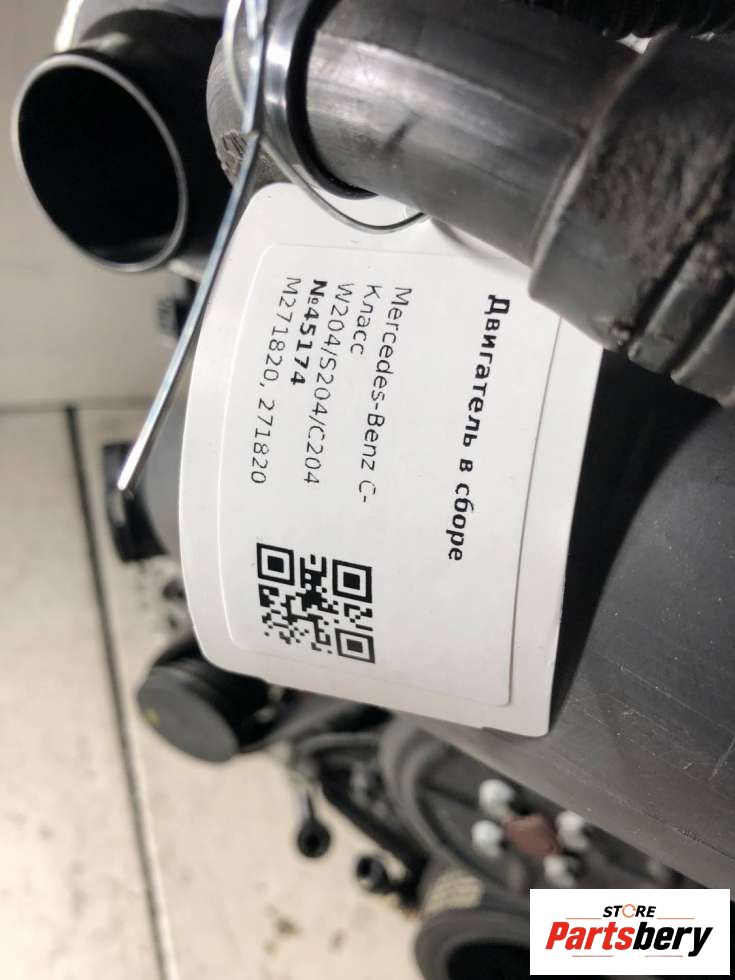 Двигатель в сборе
Mercedes-Benz C-
Класс
W204/S204/C204
№45174
M271820, 271820
STORE
Partsbery